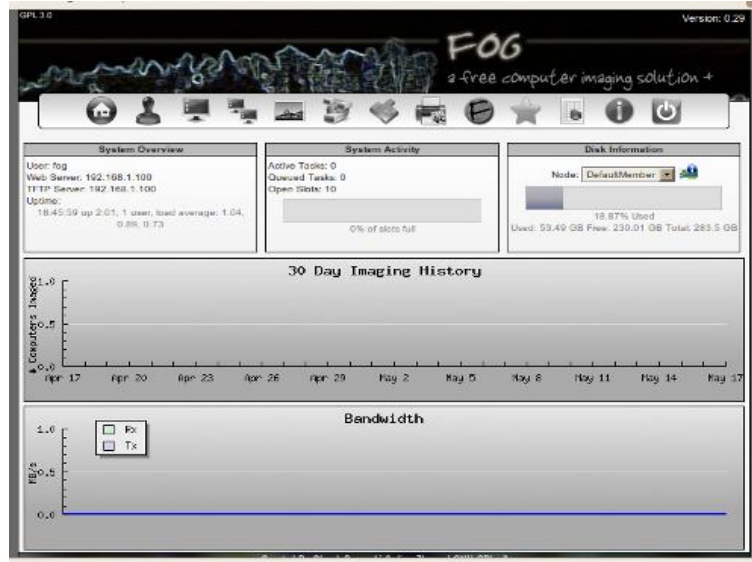 GPL 3.0
Version: 0.29
FOG
a free computer imaging solution
System Overview
User: fog
Web Server: 192.168.1.100
TFTP Server: 192.168.1.100
Uptime:
18:45:59 up 2:01, 1 user, load average: 1.04,
0.89, 0.73
System Activity
Active Tasks: 0
Queued Tasks: 0
Open Slots: 10
0% of slots full
Disk Information
Node: DefaultMember
18.87% Used
Used: 53.49 GB Free: 230.01 GB Total: 283.5 GB
30 Day Imaging History
# Computers Imaged
1.0
0.5
0.0
Apr 17 Apr 20 Apr 23 Apr 26 Apr 29 May 2 May 5 May 8 May 11 May 14 May 17
Bandwidth
Rx
Tx
MB/s
1.0
0.5
0.0